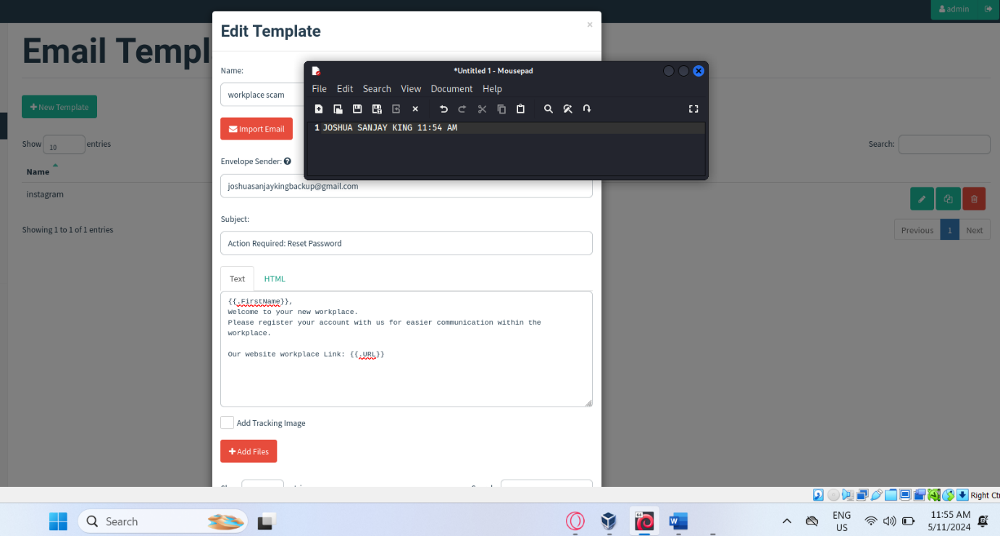 admin
Edit Template
×
Email Templ
*Untitled 1 - Mousepad
Name:
File Edit Search View Document Help
workplace scam
New Template
1 JOSHUA SANJAY KING 11:54 AM
Import Email
Show 10 entries
Search:
Envelope Sender:
Name
joshuasanjaykingbackup@gmail.com
instagram
Subject:
Showing 1 to 1 of 1 entries
Previous 1 Next
Action Required: Reset Password
Text HTML
{{.FirstName}},
Welcome to your new workplace.
Please register your account with us for easier communication within the
workplace.
Our website workplace Link: {{.URL}}
Add Tracking Image
Add Files
Right Ctr
Search
ENG
US
11:55 AM
5/11/2024